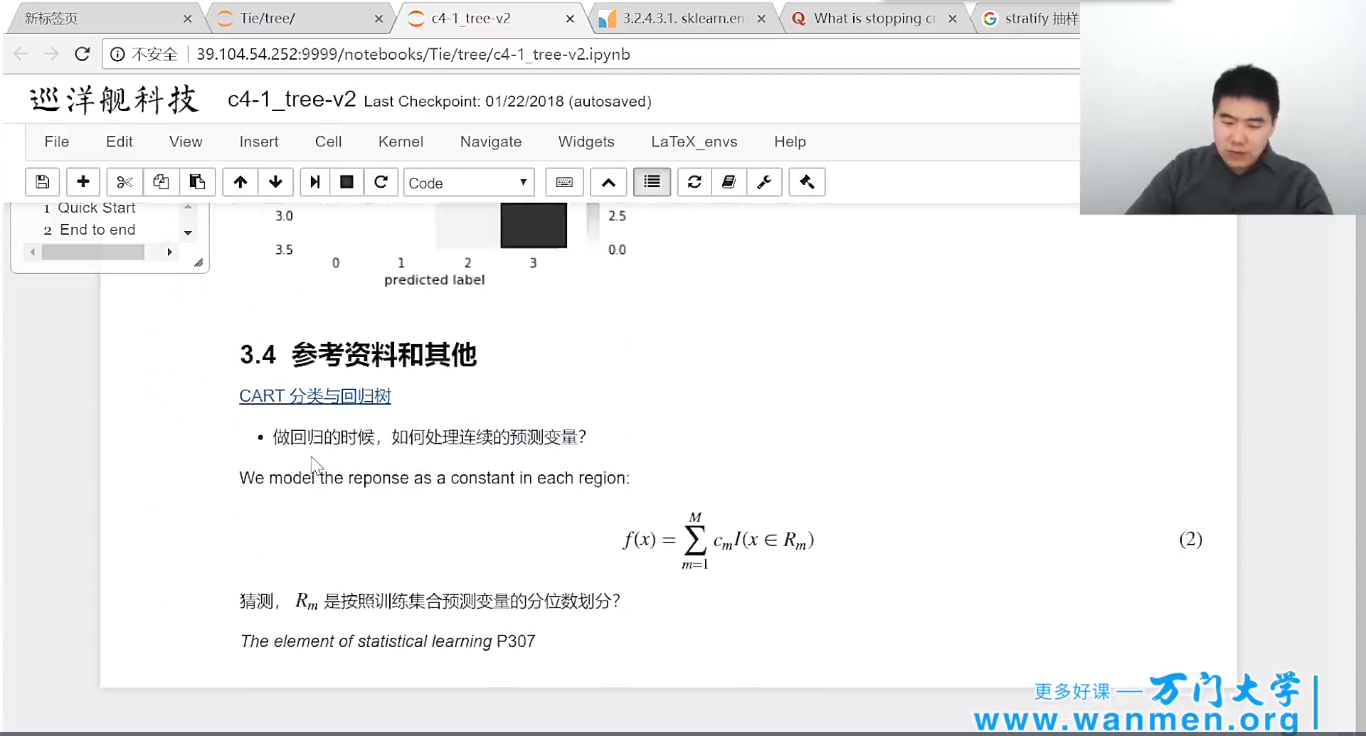 新标签页
Tie/tree/
c4-1_tree-v2
3.2.4.3.1. sklearn.en
What is stopping cr
stratify 抽样
不安全 39.104.54.252:9999/notebooks/Tie/tree/c4-1_tree-v2.ipynb
巡洋舰科技 c4-1_tree-v2 Last Checkpoint: 01/22/2018 (autosaved)
File Edit View Insert Cell Kernel Navigate Widgets LaTeX_envs Help
Code
1 Quick Start
2 End to end
3.0 2.5
3.5 0.0
0 1 2 3
predicted label
3.4 参考资料和其他
CART 分类与回归树
• 做回归的时候，如何处理连续的预测变量？
We model the reponse as a constant in each region:
f(x) = ∑_{m=1}^{M} c_m I(x ∈ R_m) (2)
猜测， R_m 是按照训练集合预测变量的分位数划分？
The element of statistical learning P307
更多好课 — 万门大学
www.wanmen.org